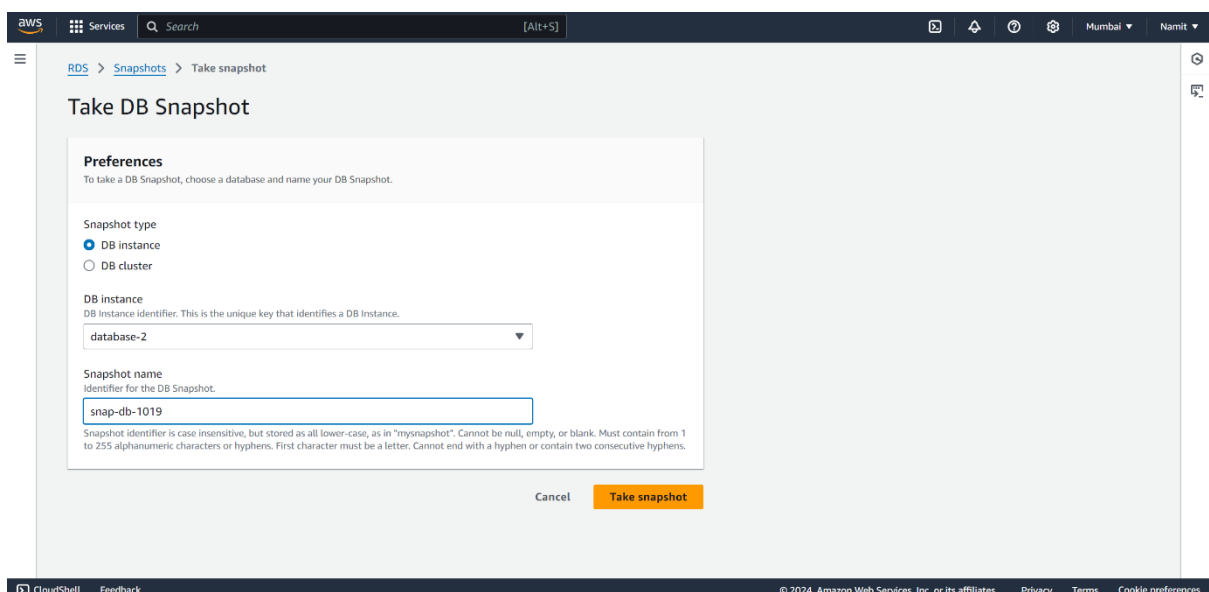 aws
Services
Search
[Alt+S]
Mumbai
Namit
RDS > Snapshots > Take snapshot
Take DB Snapshot
Preferences
To take a DB Snapshot, choose a database and name your DB Snapshot.
Snapshot type
DB instance
DB cluster
DB instance
DB Instance identifier. This is the unique key that identifies a DB Instance.
database-2
Snapshot name
Identifier for the DB Snapshot.
snap-db-1019
Snapshot identifier is case insensitive, but stored as all lower-case, as in "mysnapshot". Cannot be null, empty, or blank. Must contain from 1
to 255 alphanumeric characters or hyphens. First character must be a letter. Cannot end with a hyphen or contain two consecutive hyphens.
Cancel
Take snapshot
CloudShell
Feedback
© 2024, Amazon Web Services, Inc. or its affiliates.
Privacy
Terms
Cookie preferences